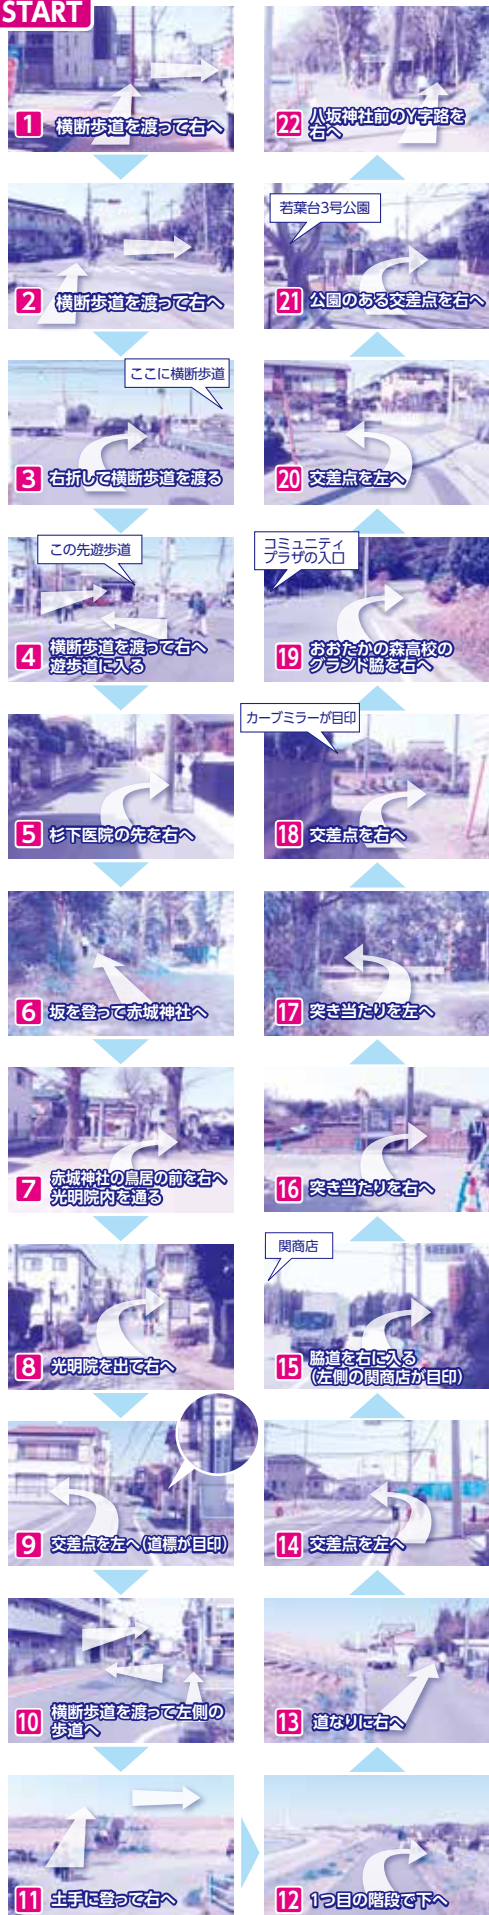 START
1 横断歩道を渡って右へ
2 横断歩道を渡って右へ
ここに横断歩道
3 右折して横断歩道を渡る
この先遊歩道
4 横断歩道を渡って右へ
遊歩道に入る
5 杉下医院の先を右へ
6 坂を登って赤城神社へ
7 赤城神社の鳥居の前を右へ
光明院内を通る
8 光明院を出て右へ
9 交差点を左へ(道標が目印)
10 横断歩道を渡って左側の
歩道へ
11 土手に登って右へ
12 1つ目の階段で下へ
13 道なりに右へ
14 交差点を左へ
関商店
15 脇道を右に入る
(左側の関商店が目印)
16 突き当たりを右へ
17 突き当たりを左へ
カーブミラーが目印
18 交差点を右へ
コミュニティ
プラザの入口
19 おおたかの森高校の
グランド脇を右へ
20 交差点を左へ
若葉台3号公園
21 公園のある交差点を右へ
22 八坂神社前のY字路を
右へ